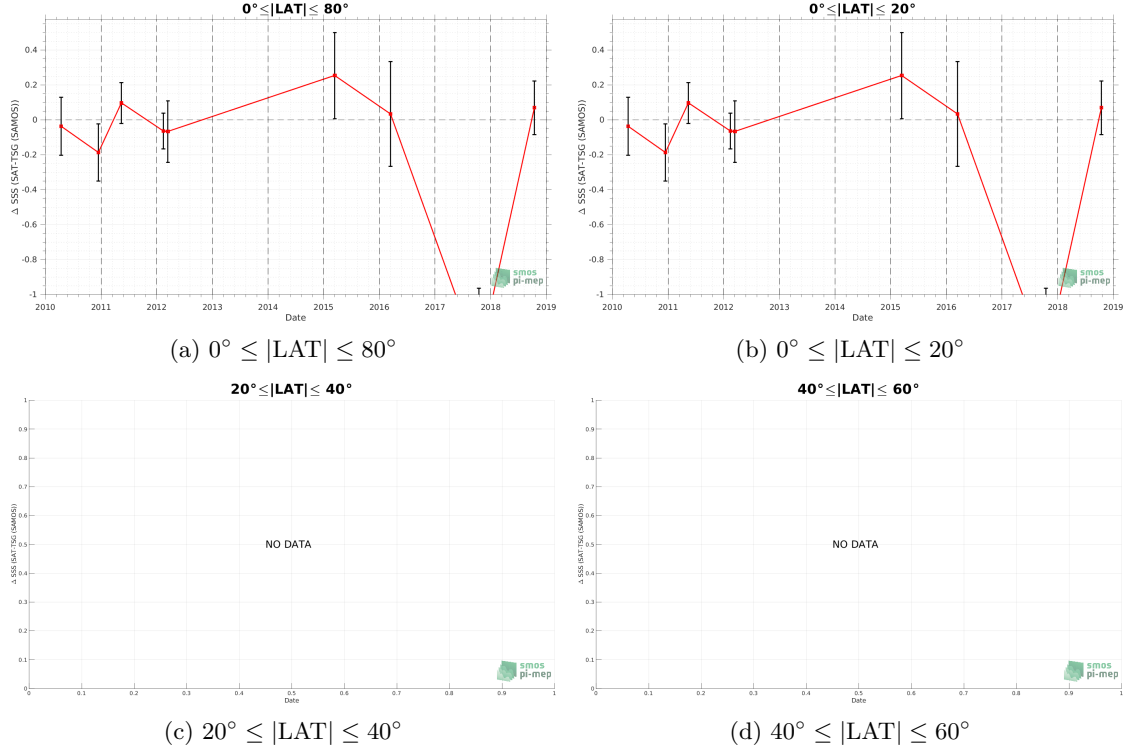 0°≤|LAT|≤ 80°
Δ SSS (SAT-TSG (SAMOS))
0.4
0.2
0
-0.2
-0.4
-0.6
-0.8
-1
2010 2011 2012 2013 2014 2015 2016 2017 2018 2019
Date
smos
pi-mep
(a) 0° ≤ |LAT| ≤ 80°
0°≤|LAT|≤ 20°
Δ SSS (SAT-TSG (SAMOS))
0.4
0.2
0
-0.2
-0.4
-0.6
-0.8
-1
2010 2011 2012 2013 2014 2015 2016 2017 2018 2019
Date
smos
pi-mep
(b) 0° ≤ |LAT| ≤ 20°
20°≤|LAT|≤ 40°
Δ SSS (SAT-TSG (SAMOS))
1
0.9
0.8
0.7
0.6
0.5
0.4
0.3
0.2
0.1
0
NO DATA
0 0.1 0.2 0.3 0.4 0.5 0.6 0.7 0.8 0.9 1
Date
smos
pi-mep
(c) 20° ≤ |LAT| ≤ 40°
40°≤|LAT|≤ 60°
Δ SSS (SAT-TSG (SAMOS))
1
0.9
0.8
0.7
0.6
0.5
0.4
0.3
0.2
0.1
0
NO DATA
0 0.1 0.2 0.3 0.4 0.5 0.6 0.7 0.8 0.9 1
Date
smos
pi-mep
(d) 40° ≤ |LAT| ≤ 60°